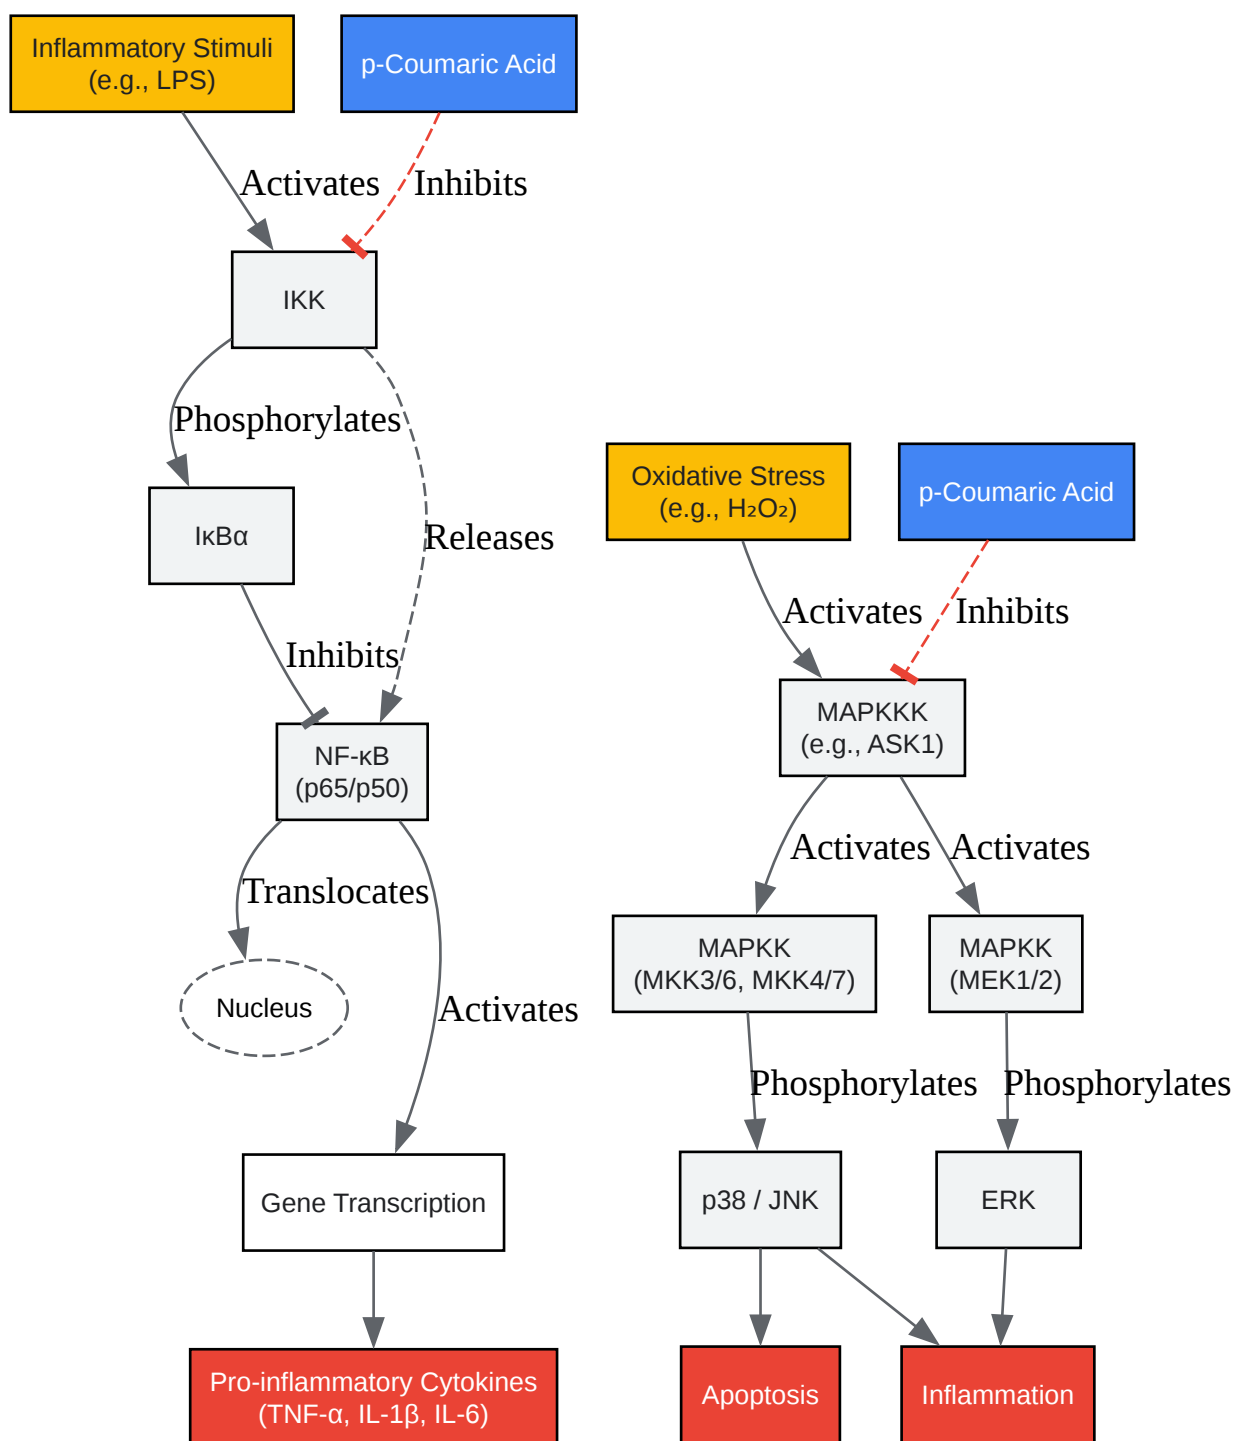 Inflammatory Stimuli
(e.g., LPS)
p-Coumaric Acid
Activates
Inhibits
IKK
Phosphorylates
IκBα
Releases
Inhibits
NF-κB
(p65/p50)
Translocates
Nucleus
Activates
Gene Transcription
Pro-inflammatory Cytokines
(TNF-α, IL-1β, IL-6)
Oxidative Stress
(e.g., H₂O₂)
p-Coumaric Acid
Activates
Inhibits
MAPKKK
(e.g., ASK1)
Activates
Activates
MAPKK
(MKK3/6, MKK4/7)
MAPKK
(MEK1/2)
Phosphorylates
Phosphorylates
p38 / JNK
ERK
Apoptosis
Inflammation